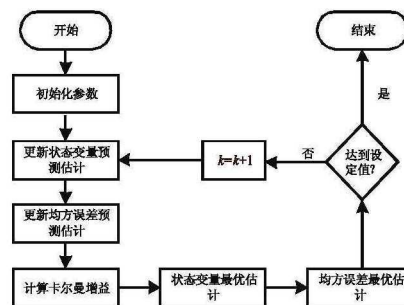 开始
初始化参数
更新状态变量预
测估计
更新均方误差预
测估计
计算卡尔曼增益
状态变量最优估
计
均方误差最优估
计
达到设
定值?
否
k=k+1
是
结束